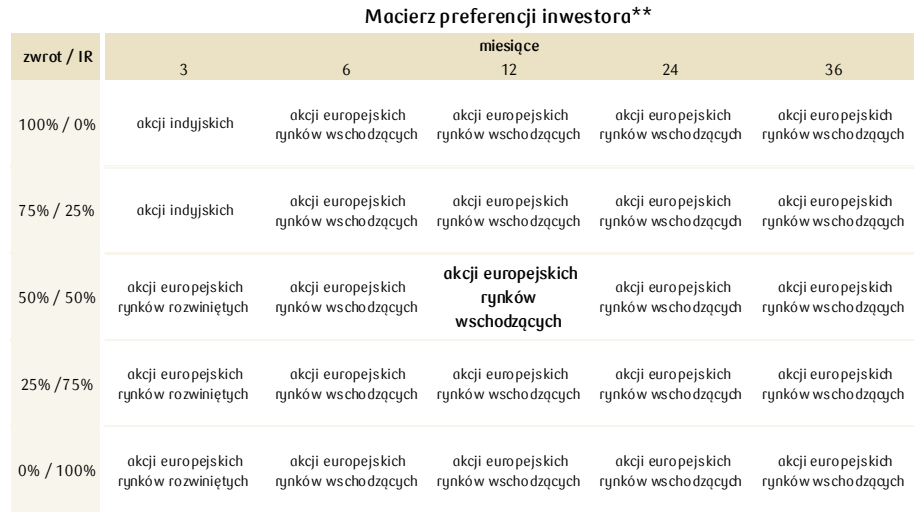 Macierz preferencji inwestora**
zwrot / IR
miesiące
3 6 12 24 36
100% / 0%
akcji indyjskich
akcji europejskich akcji europejskich akcji europejskich akcji europejskich
rynków wschodzących rynków wschodzących rynków wschodzących rynków wschodzących
75% / 25%
akcji indyjskich
akcji europejskich akcji europejskich akcji europejskich akcji europejskich
rynków wschodzących rynków wschodzących rynków wschodzących rynków wschodzących
50% / 50%
akcji europejskich
rynków rozwiniętych
akcji europejskich
rynków wschodzących
akcji europejskich
rynków
wschodzących
akcji europejskich
rynków wschodzących
akcji europejskich
rynków wschodzących
25% /75%
akcji europejskich akcji europejskich akcji europejskich akcji europejskich akcji europejskich
rynków rozwiniętych rynków wschodzących rynków wschodzących rynków wschodzących rynków wschodzących
0% / 100%
akcji europejskich akcji europejskich akcji europejskich akcji europejskich akcji europejskich
rynków rozwiniętych rynków wschodzących rynków wschodzących rynków wschodzących rynków wschodzących